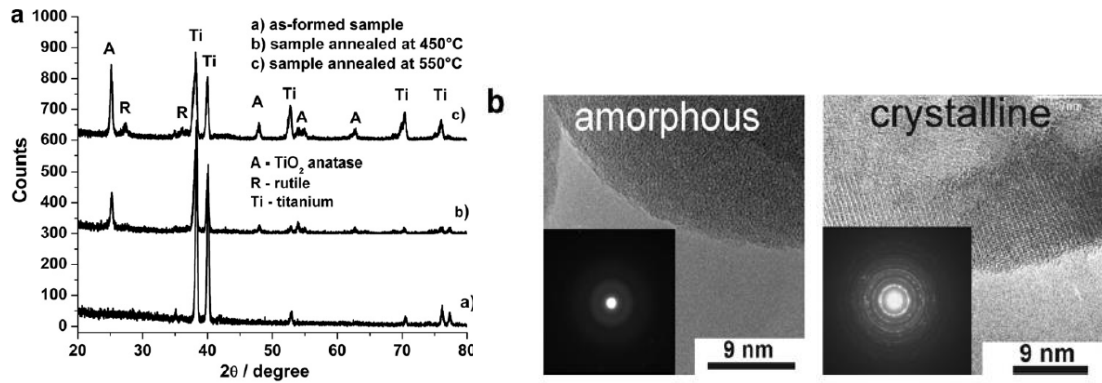 a
1000
900
800
700
600
500
400
300
200
100
0
Counts
20 30 40 50 60 70 80
2θ / degree
a) as-formed sample
b) sample annealed at 450°C
c) sample annealed at 550°C
A
R
R
Ti
Ti
A
Ti
A
A
Ti
Ti
c)
A - TiO₂ anatase
R - rutile
Ti - titanium
b)
a)
b
amorphous
9 nm
crystalline
9 nm